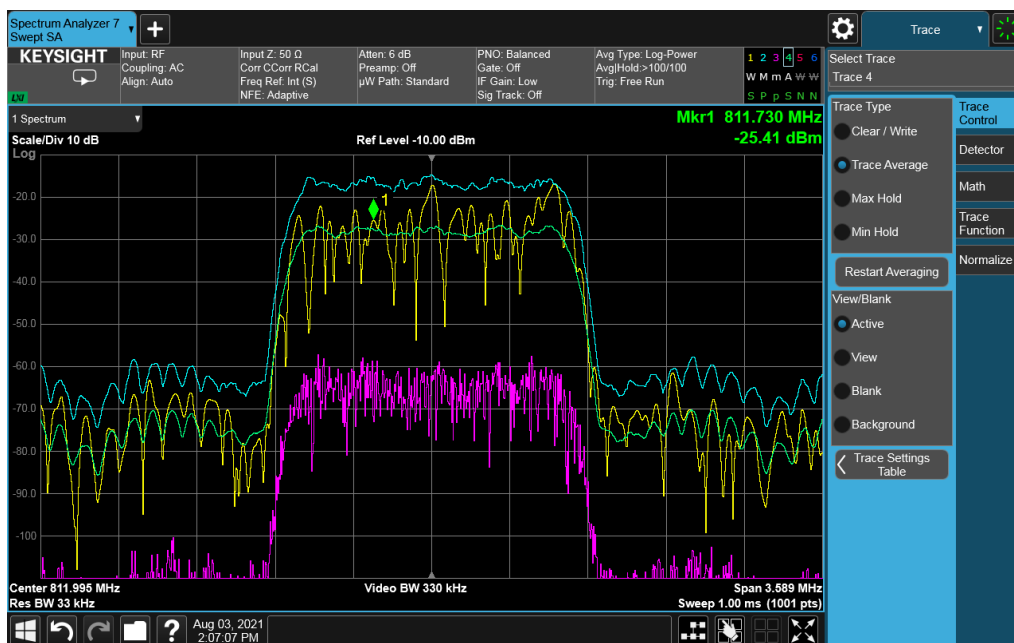 Spectrum Analyzer 7
Swept SA
Trace
KEYSIGHT
LXI
Input: RF
Coupling: AC
Align: Auto
Input Z: 50 Ω
Corr CCorr RCal
Freq Ref: Int (S)
NFE: Adaptive
Atten: 6 dB
Preamp: Off
µW Path: Standard
PNO: Balanced
Gate: Off
IF Gain: Low
Sig Track: Off
Avg Type: Log-Power
Avg|Hold:>100/100
Trig: Free Run
1 2 3 4 5 6
W M m A W W
S P p S N N
Select Trace
Trace 4
1 Spectrum
Scale/Div 10 dB
Log
Ref Level -10.00 dBm
Mkr1 811.730 MHz
-25.41 dBm
1
-20.0
-30.0
-40.0
-50.0
-60.0
-70.0
-80.0
-90.0
-100
Center 811.995 MHz
Res BW 33 kHz
Video BW 330 kHz
Span 3.589 MHz
Sweep 1.00 ms (1001 pts)
Trace Type
Clear / Write
Trace Average
Max Hold
Min Hold
Restart Averaging
View/Blank
Active
View
Blank
Background
Trace Settings
Table
Trace
Control
Detector
Math
Trace
Function
Normalize
?
Aug 03, 2021
2:07:07 PM